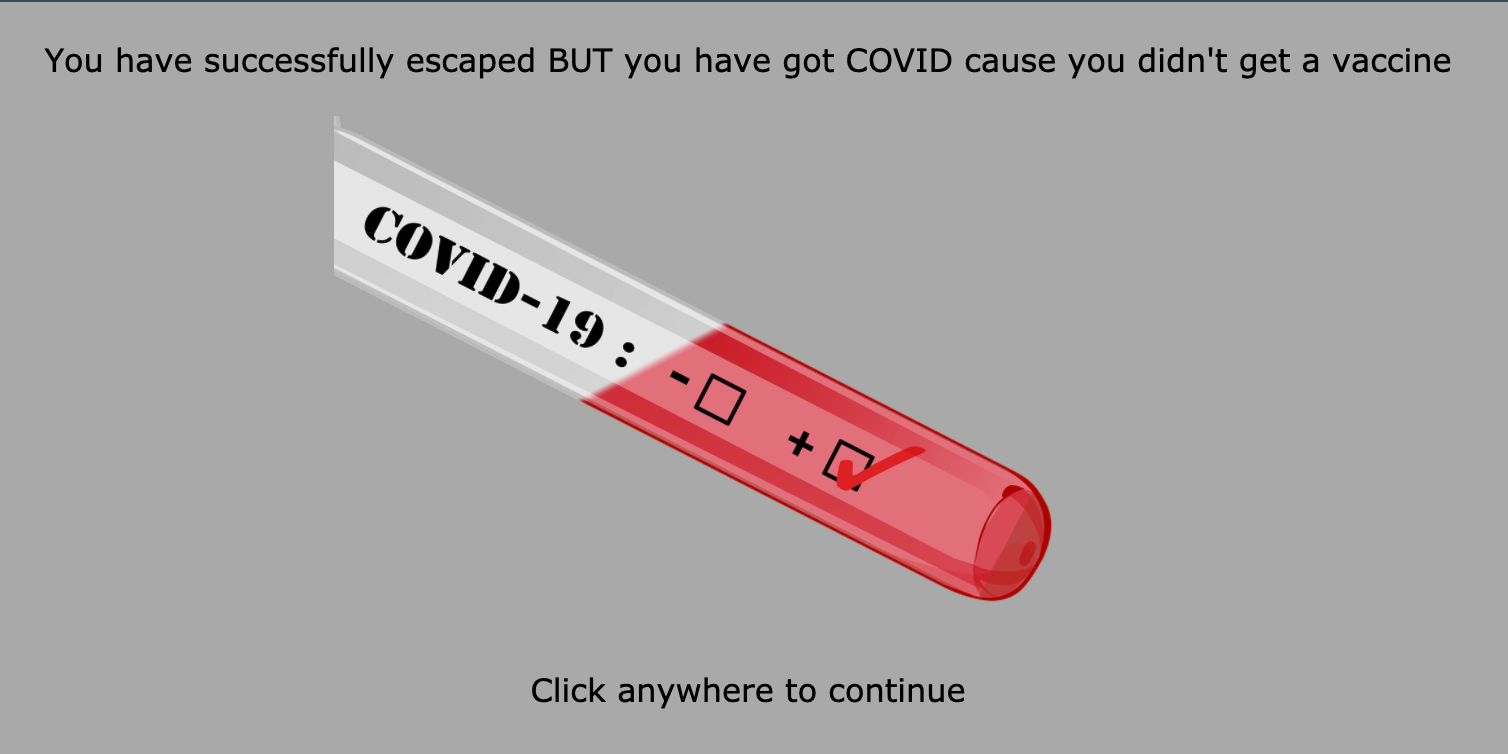 You have successfully escaped BUT you have got COVID cause you didn't get a vaccine
COVID-19 : - +
Click anywhere to continue